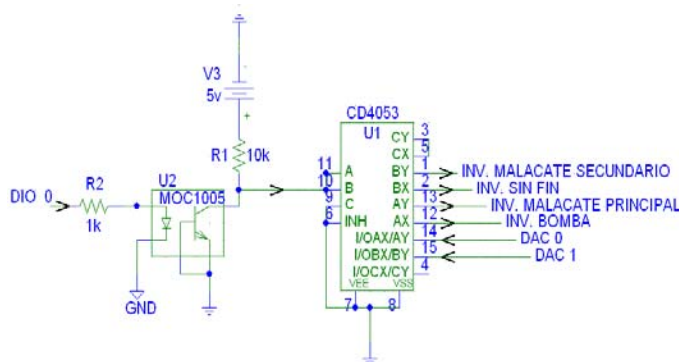 V3
5v
R1
10k
DIO_0
R2
1k
U2
MOC1005
GND
CD4053
U1
11
A
10
B
9
C
6
INH
CY
3
CX
5
BY
1
INV. MALACATE SECUNDARIO
BX
2
INV. SIN FIN
AY
13
INV. MALACATE PRINCIPAL
AX
12
INV. BOMBA
I/OAX/AY
14
DAC 0
I/OBX/BY
15
DAC 1
I/OCX/CY
4
VEE
VSS
7
8